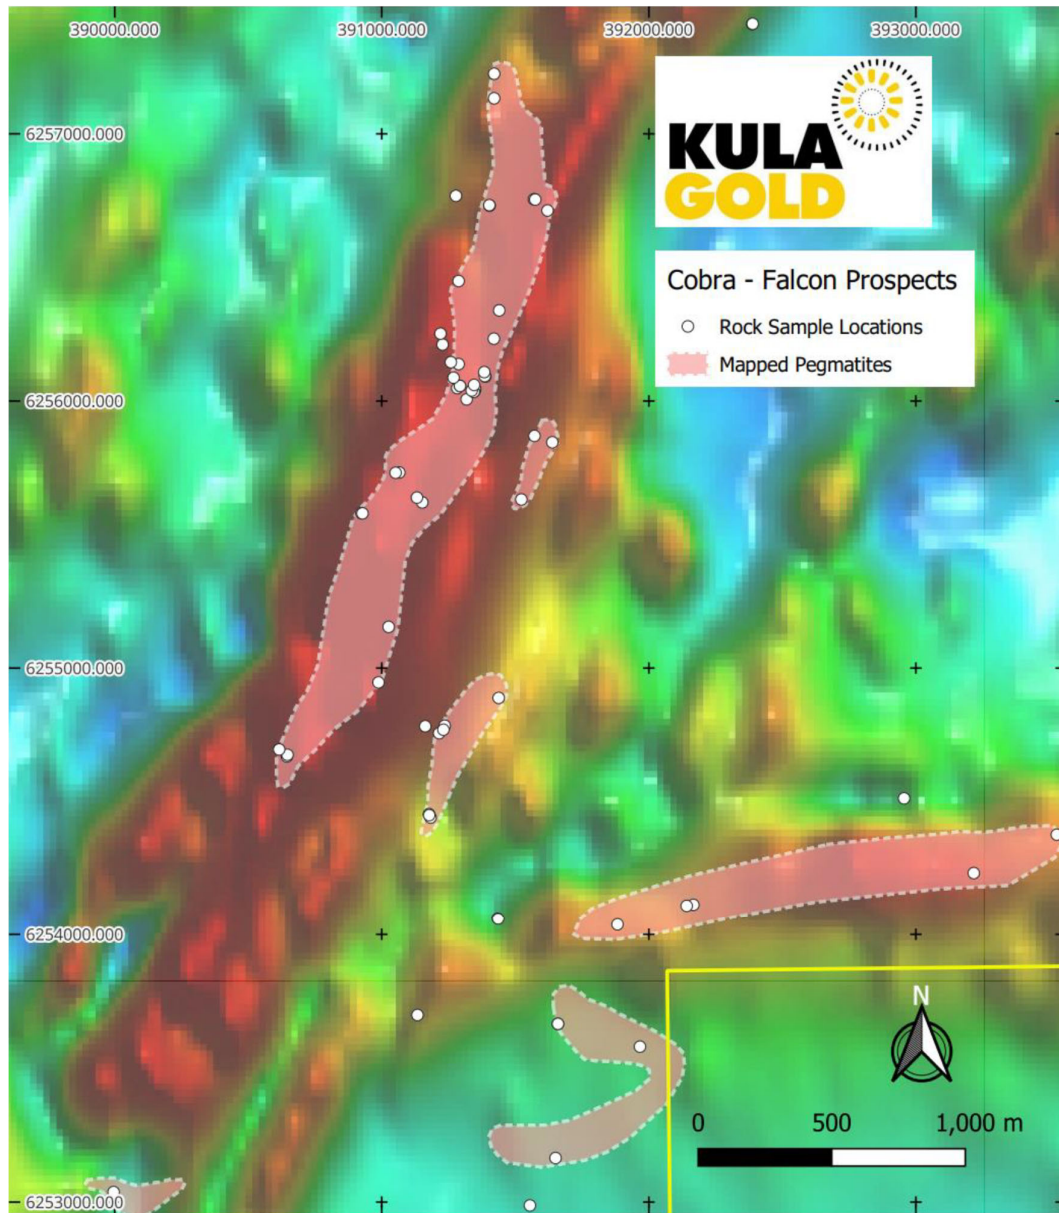 390000.000
391000.000
392000.000
393000.000
6257000.000
KULA
GOLD
Cobra - Falcon Prospects
Rock Sample Locations
Mapped Pegmatites
6256000.000
6255000.000
6254000.000
N
0 500 1,000 m
6253000.000